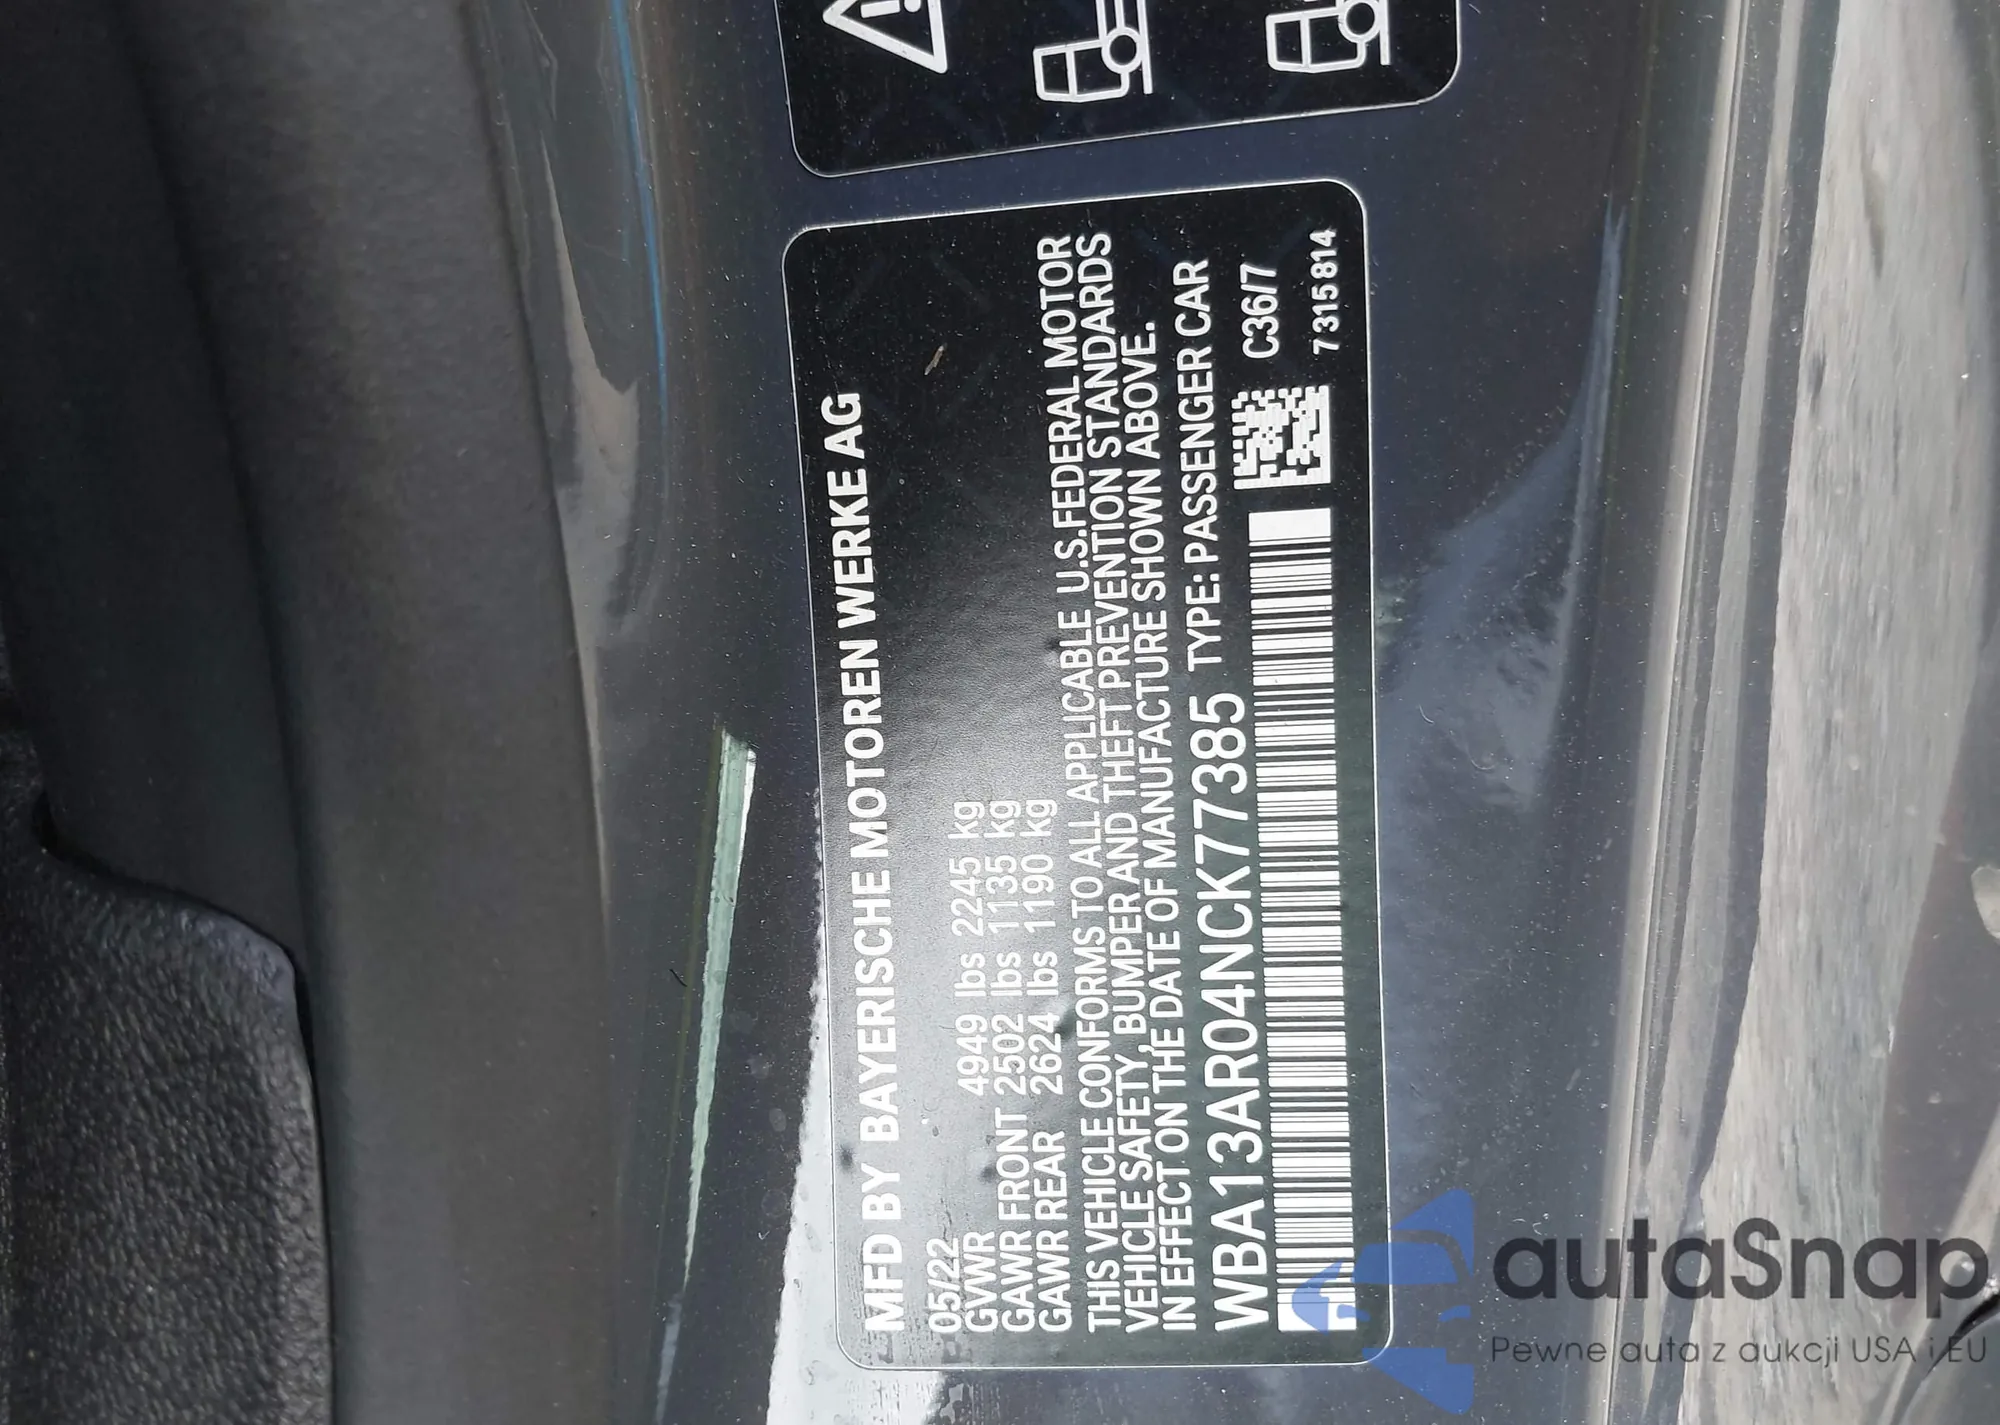 MFD BY BAYERISCHE MOTOREN WERKE AG
05/22
GVWR 4949 lbs 2245 kg
GAWR FRONT 2502 lbs 1135 kg
GAWR REAR 2624 lbs 1190 kg
THIS VEHICLE CONFORMS TO ALL APPLICABLE U.S.FEDERAL MOTOR
VEHICLE SAFETY, BUMPER AND THEFT PREVENTION STANDARDS
IN EFFECT ON THE DATE OF MANUFACTURE SHOWN ABOVE.
WBA13AR04NCK77385 TYPE: PASSENGER CAR
C36/7
7 315 814
autaSnap
Pewne auta z aukcji USA i EU